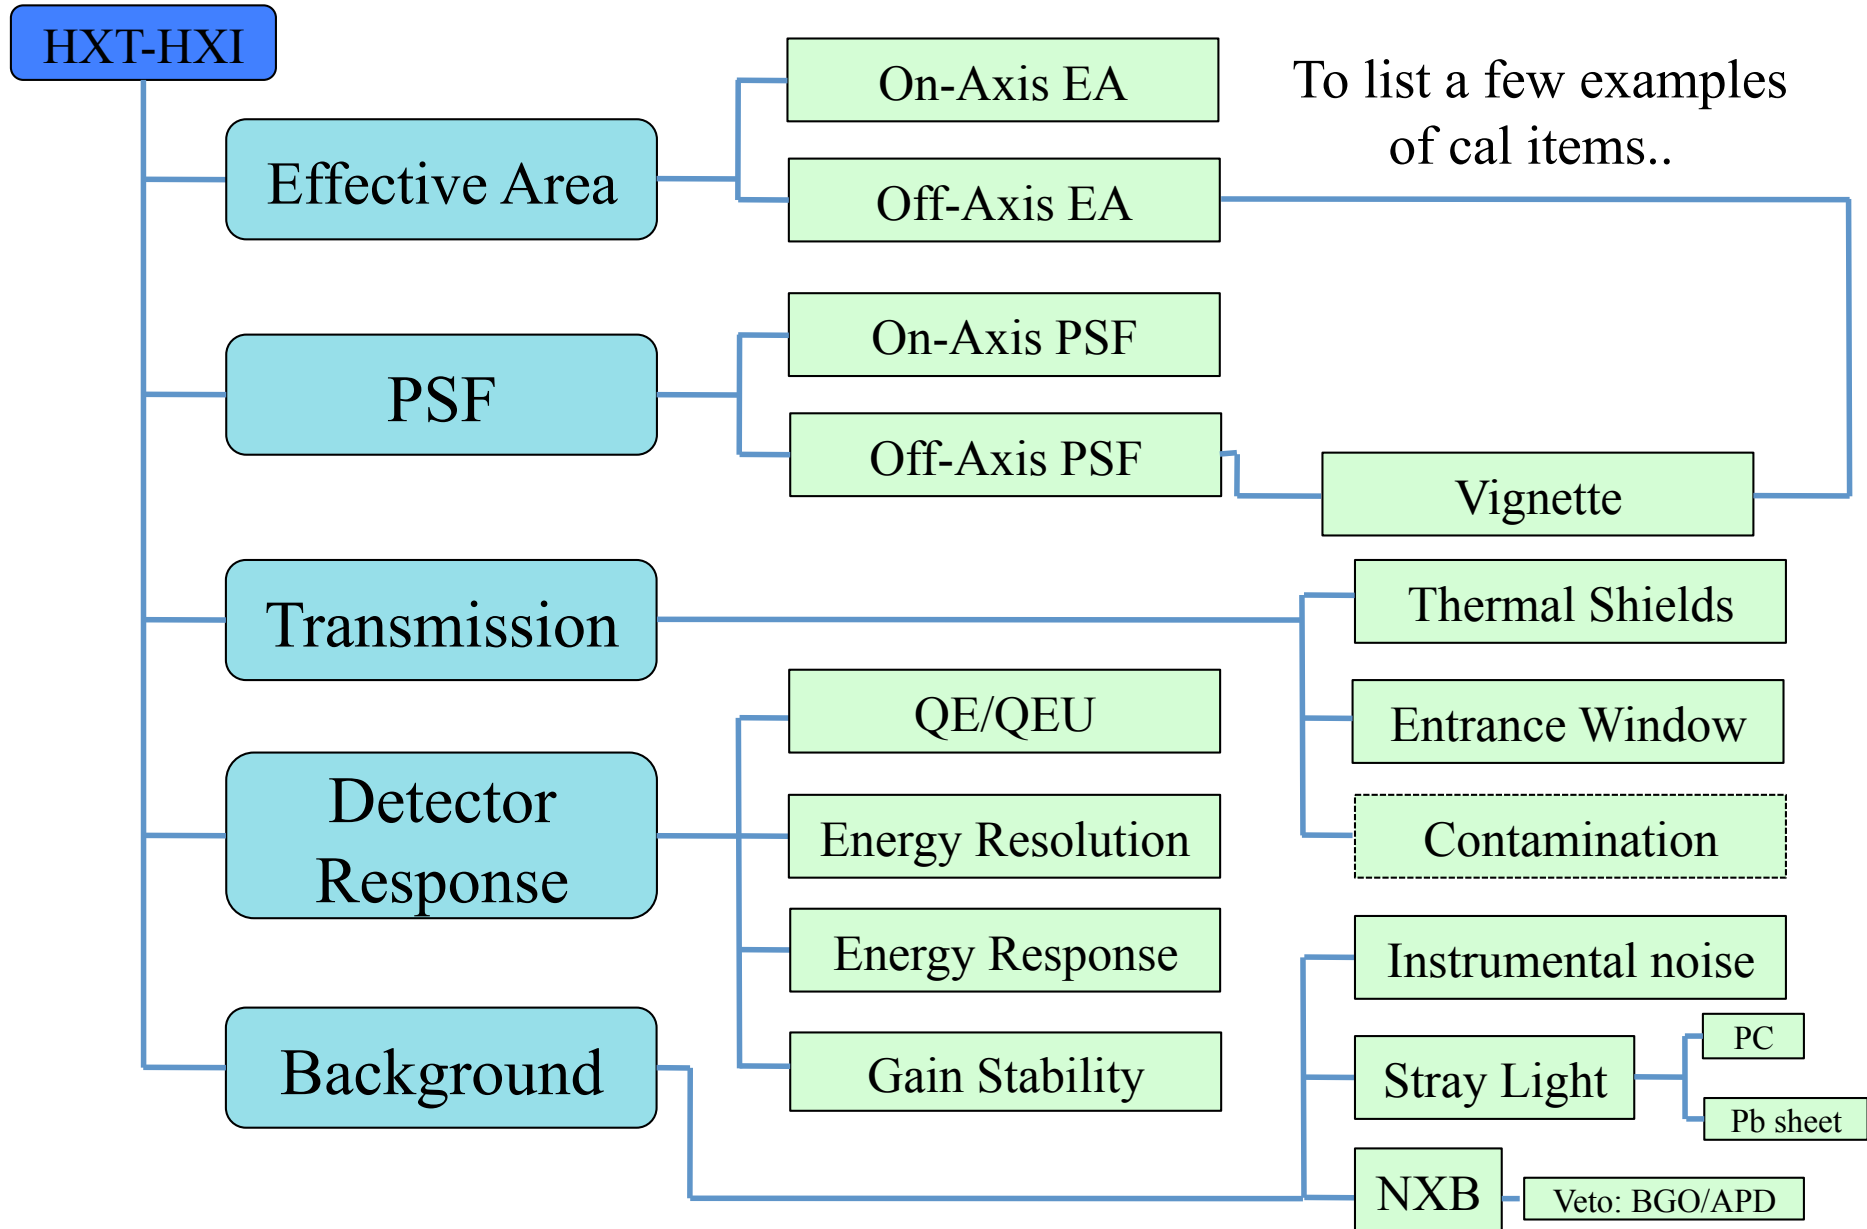 HXT-HXI
To list a few examples
of cal items..
Effective Area
On-Axis EA
Off-Axis EA
PSF
On-Axis PSF
Off-Axis PSF
Vignette
Transmission
Thermal Shields
Entrance Window
Contamination
Detector
Response
QE/QEU
Energy Resolution
Energy Response
Gain Stability
Background
Instrumental noise
Stray Light
PC
Pb sheet
NXB
Veto: BGO/APD